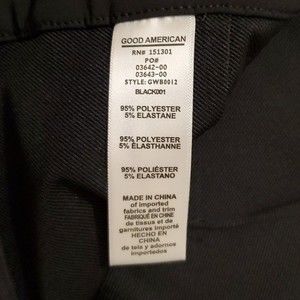 GOOD AMERICAN
RN# 151301
PO#
03642-00
03643-00
STYLE: GWB0012
BLACK001
95% POLYESTER
5% ELASTANE
95% POLYESTER
5% ÉLASTHANNE
95% POLIÉSTER
5% ELASTANO
MADE IN CHINA
of imported
fabrics and trim
FABRIQUÉ EN CHINE
de tissus et de
garnitures importés
HECHO EN
CHINA
de tela y adornos
importados